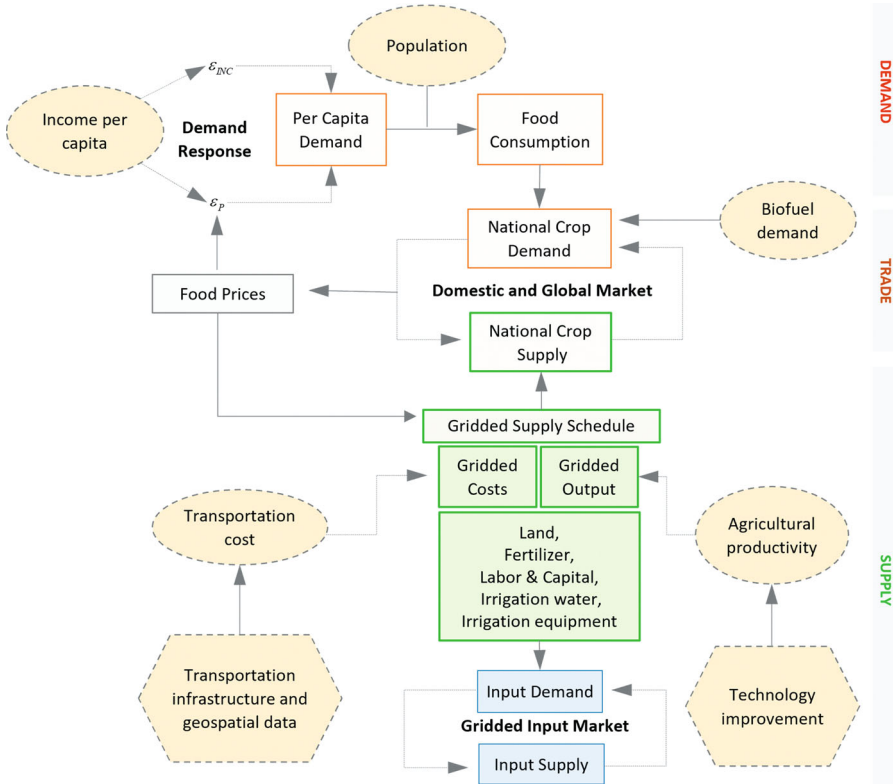 Population
DEMAND
ε_INC
Income per
capita
Demand
Response
Per Capita
Demand
Food
Consumption
ε_P
National Crop
Demand
Biofuel
demand
TRADE
Food Prices
Domestic and Global Market
National Crop
Supply
Gridded Supply Schedule
Gridded
Costs
Gridded
Output
Transportation
cost
Agricultural
productivity
Land,
Fertilizer,
Labor & Capital,
Irrigation water,
Irrigation equipment
SUPPLY
Transportation
infrastructure and
geospatial data
Technology
improvement
Input Demand
Gridded Input Market
Input Supply